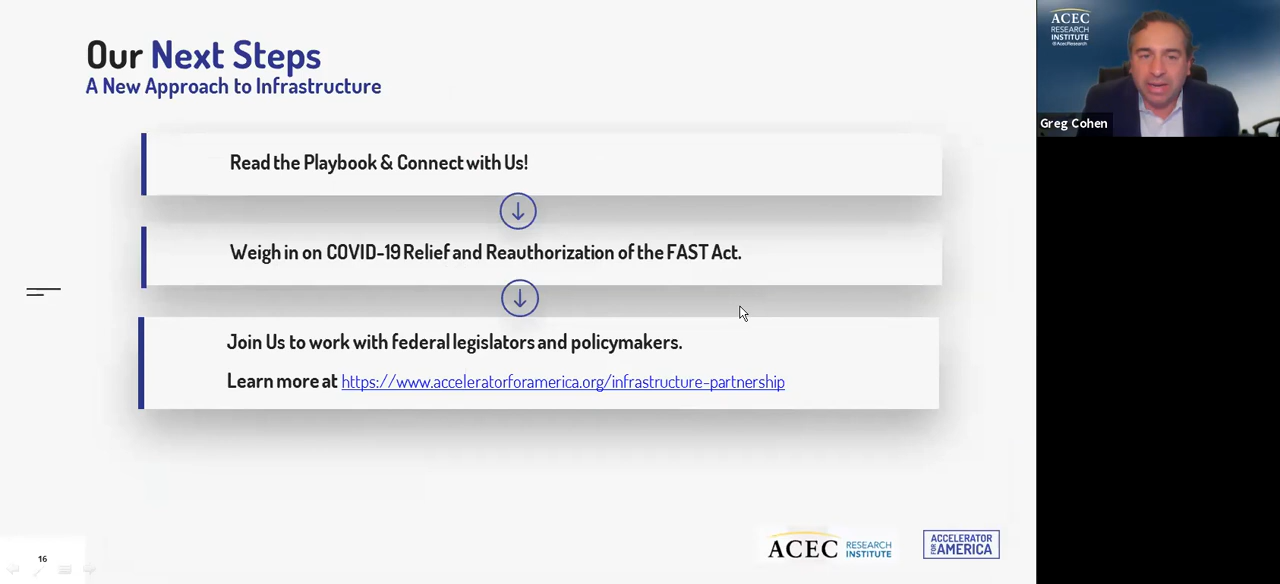 Our Next Steps
A New Approach to Infrastructure
Read the Playbook & Connect with Us!
Weigh in on COVID-19 Relief and Reauthorization of the FAST Act.
Join Us to work with federal legislators and policymakers.
Learn more at https://www.acceleratorforamerica.org/infrastructure-partnership
16
ACEC RESEARCH
INSTITUTE
ACCELERATOR
FOR AMERICA
ACEC
RESEARCH
INSTITUTE
@AcecResearch
Greg Cohen